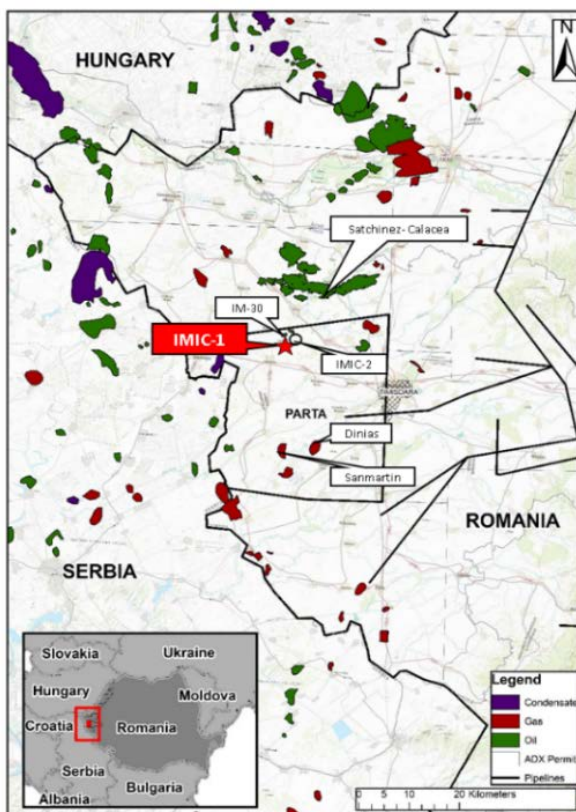 HUNGARY
N
Satchinez- Calacea
IM-30
IMIC-1
IMIC-2
PARTA
Dinias
Sanmartin
ROMANIA
SERBIA
Slovakia
Ukraine
Hungary
Moldova
Croatia
Romania
Serbia
Bulgaria
Albania
Legend
Condensate
Gas
Oil
ADX Permit
Pipelines
0 5 10 20 Kilometers